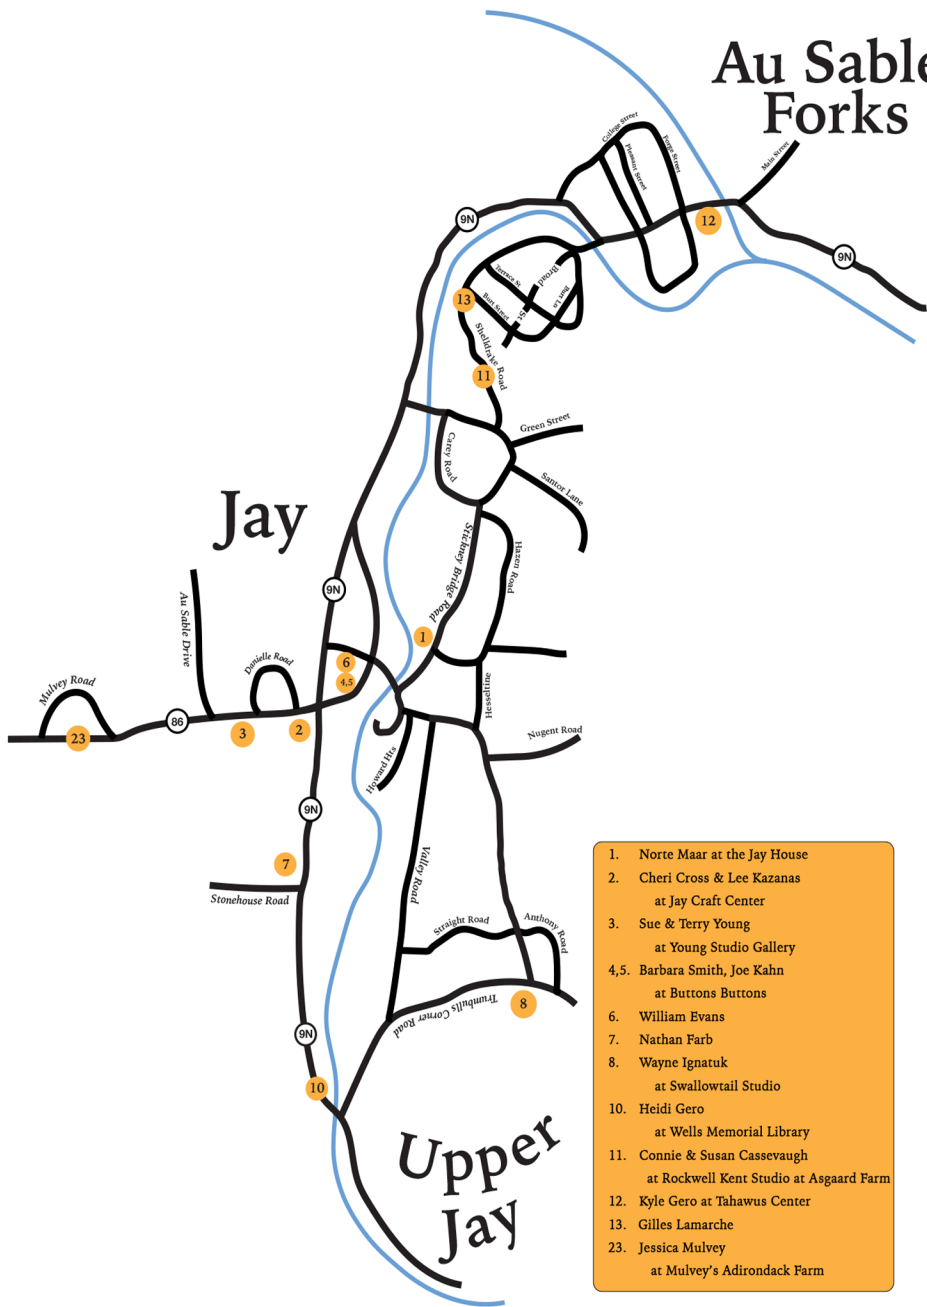 Au Sable
Forks
College Street
Pleasant Street
Forge Street
Main Street
9N
12
9N
Terrace St
Broad
St
Burt Street
Burt Ln
13
Shelldrake Road
11
Green Street
Carey Road
Santor Lane
Jay
Stickney Bridge Road
Hazen Road
9N
Au Sable Drive
1
Danielle Road
6
4,5
Mulvey Road
Hesseltine
86
3
2
23
Nugent Road
Howard Hts
9N
7
Stonehouse Road
Valley Road
Straight Road
Anthony Road
Trumbulls Corner Road
8
9N
10
Upper
Jay
1. Norte Maar at the Jay House
2. Cheri Cross & Lee Kazanas
at Jay Craft Center
3. Sue & Terry Young
at Young Studio Gallery
4,5. Barbara Smith, Joe Kahn
at Buttons Buttons
6. William Evans
7. Nathan Farb
8. Wayne Ignatuk
at Swallowtail Studio
10. Heidi Gero
at Wells Memorial Library
11. Connie & Susan Cassevaugh
at Rockwell Kent Studio at Asgaard Farm
12. Kyle Gero at Tahawus Center
13. Gilles Lamarche
23. Jessica Mulvey
at Mulvey's Adirondack Farm